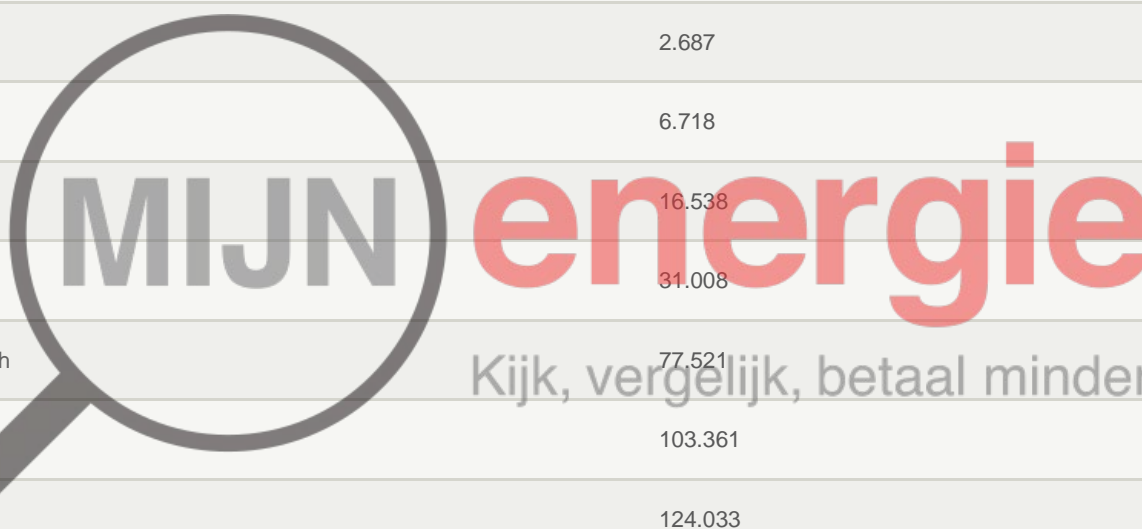 2.687
6.718
MIJN energie
16.538
31.008
h
77.521
Kijk, vergelijk, betaal minder
103.361
124.033